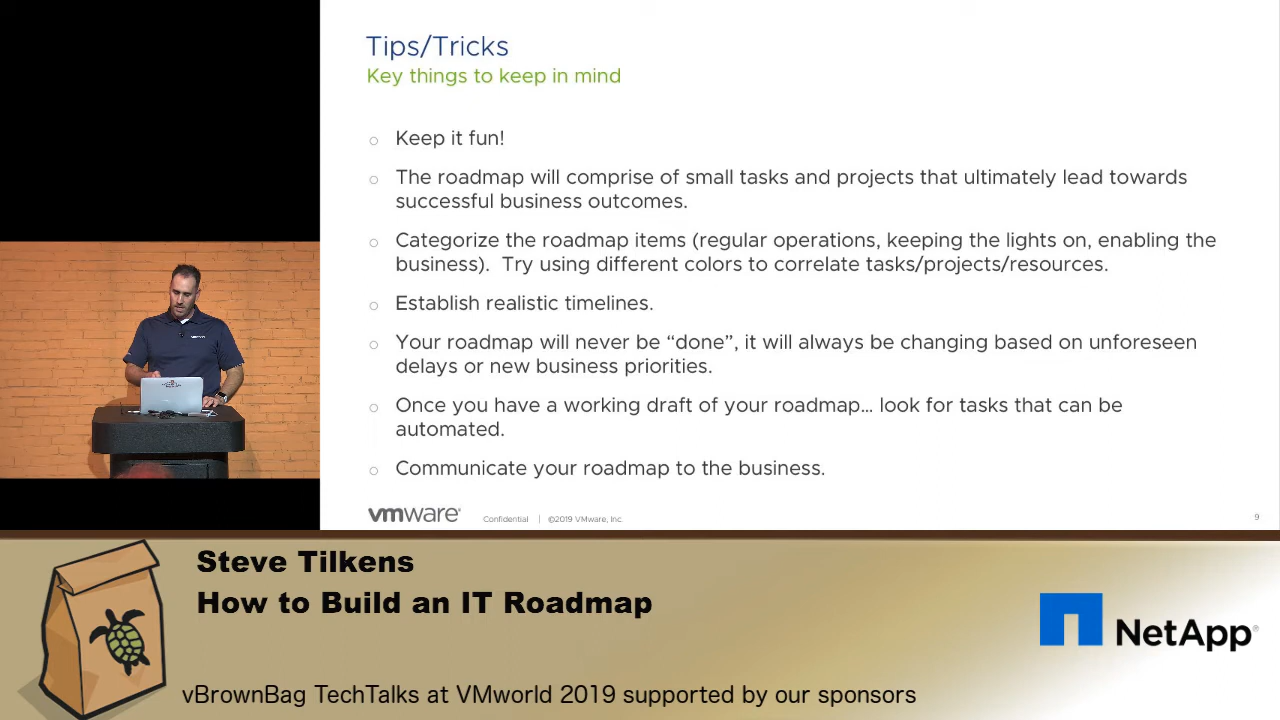 Tips/Tricks
Key things to keep in mind
Keep it fun!
The roadmap will comprise of small tasks and projects that ultimately lead towards
successful business outcomes.
Categorize the roadmap items (regular operations, keeping the lights on, enabling the
business).  Try using different colors to correlate tasks/projects/resources.
Establish realistic timelines.
Your roadmap will never be “done”, it will always be changing based on unforeseen
delays or new business priorities.
Once you have a working draft of your roadmap... look for tasks that can be
automated.
Communicate your roadmap to the business.
vmware®
Confidential | ©2019 VMware, Inc.
9
Steve Tilkens
How to Build an IT Roadmap
NetApp®
vBrownBag TechTalks at VMworld 2019 supported by our sponsors